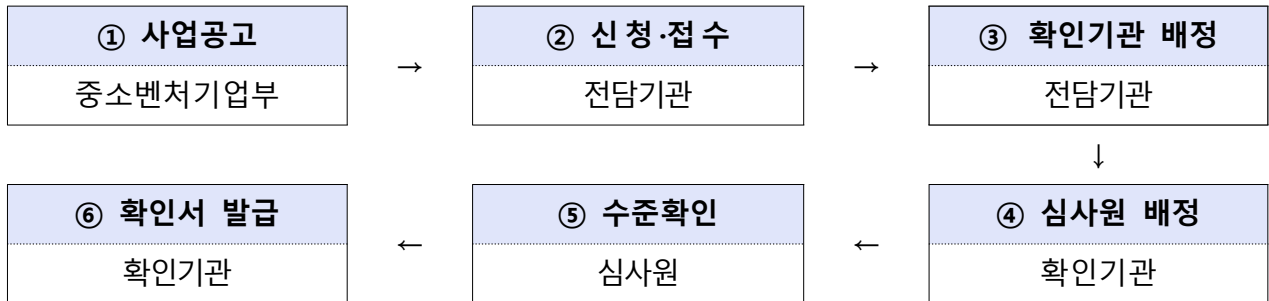 ① 사업공고
중소벤처기업부
→
② 신청·접수
전담기관
→
③ 확인기관 배정
전담기관
↓
④ 심사원 배정
확인기관
←
⑤ 수준확인
심사원
←
⑥ 확인서 발급
확인기관